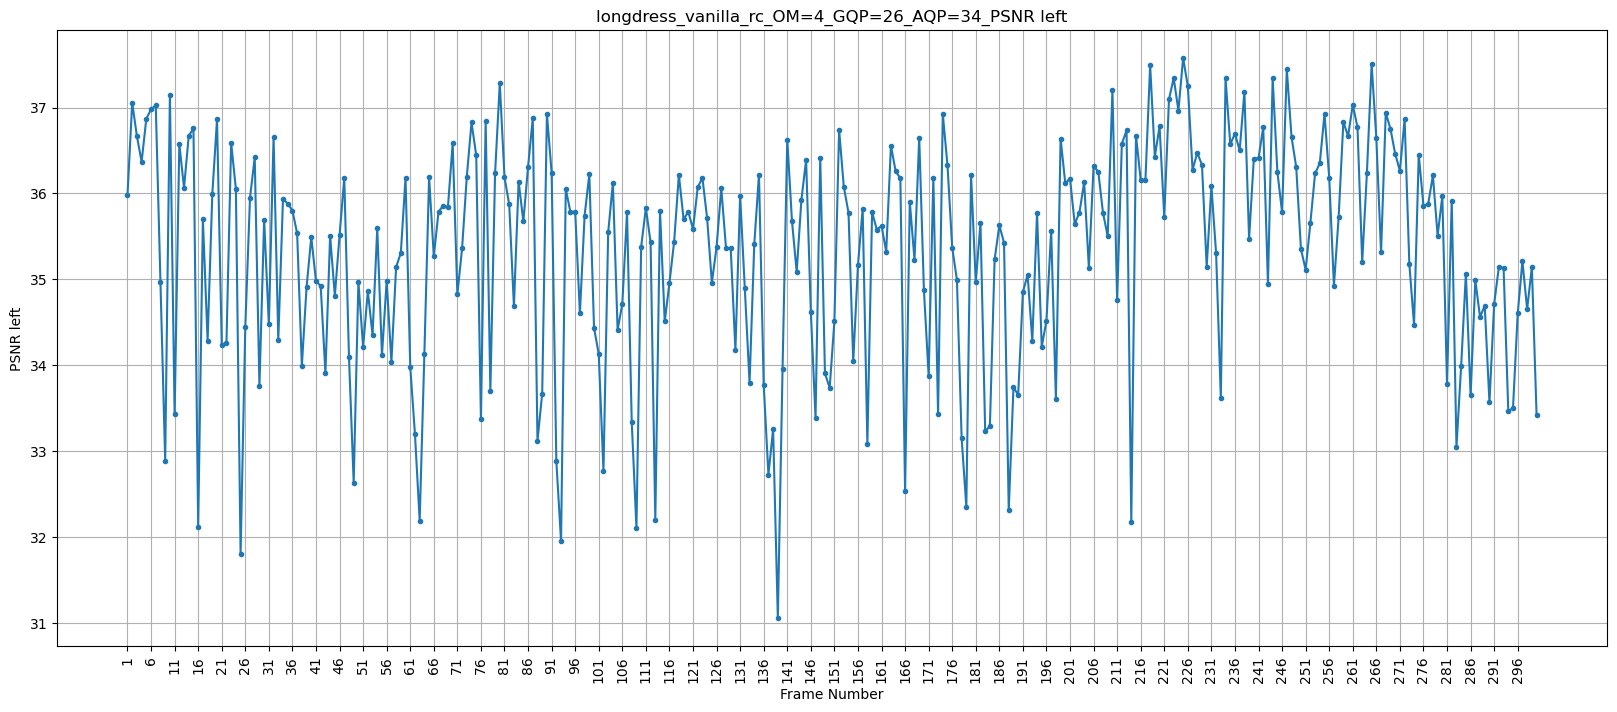 longdress_vanilla_rc_OM=4_GQP=26_AQP=34_PSNR left
37
36
35
34
33
32
31
PSNR left
1 6 11 16 21 26 31 36 41 46 51 56 61 66 71 76 81 86 91 96 101 106 111 116 121 126 131 136 141 146 151 156 161 166 171 176 181 186 191 196 201 206 211 216 221 226 231 236 241 246 251 256 261 266 271 276 281 286 291 296
Frame Number